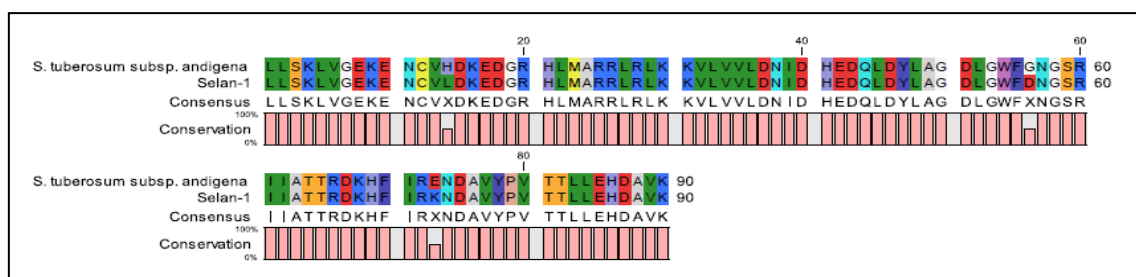 20 40 60
S. tuberosum subsp. andigena LLSKLVGEKE NCVHDKEDGR HLMARRLRLK KVLVVLDNID HEDQLDYLAG DLGWFGNGSR 60
Selan-1 LLSKLVGEKE NCVLDKEDGR HLMARRLRLK KVLVVLDNID HEDQLDYLAG DLGWFDNGSR 60
Consensus LLSKLVGEKE NCVXDKEDGR HLMARRLRLK KVLVVLDNID HEDQLDYLAG DLGWFXNGSR
100%
Conservation
0%
80
S. tuberosum subsp. andigena IIATTRDKHF IRENDAVYPV TTLLEHDAVK 90
Selan-1 IIATTRDKHF IRKNDAVYPV TTLLEHDAVK 90
Consensus IIATTRDKHF IRXNDAVYPV TTLLEHDAVK
100%
Conservation
0%